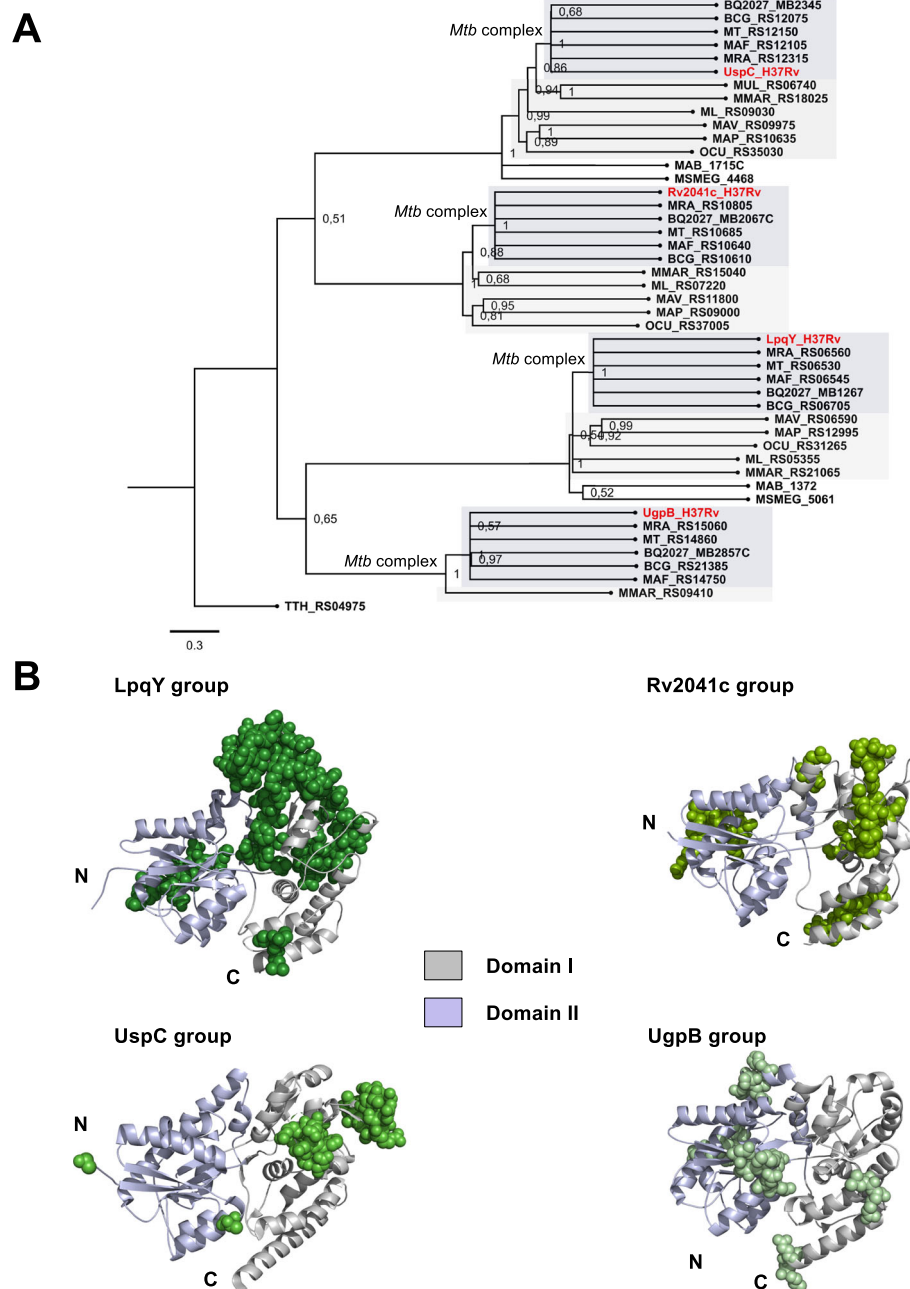 A
BQ2027_MB2345
0,68
BCG_RS12075
Mtb complex
MT_RS12150
1
MAF_RS12105
MRA_RS12315
0,86
UspC_H37Rv
MUL_RS06740
0,94
1
MMAR_RS18025
ML_RS09030
0,99
MAV_RS09975
1
MAP_RS10635
0,89
OCU_RS35030
1
MAB_1715C
MSMEG_4468
Rv2041c_H37Rv
MRA_RS10805
Mtb complex
BQ2027_MB2067C
0,51
1
MT_RS10685
MAF_RS10640
0,88
BCG_RS10610
MMAR_RS15040
0,68
1
ML_RS07220
MAV_RS11800
0,95
MAP_RS09000
0,81
OCU_RS37005
LpqY_H37Rv
MRA_RS06560
Mtb complex
MT_RS06530
1
MAF_RS06545
BQ2027_MB1267
BCG_RS06705
MAV_RS06590
0,99
MAP_RS12995
0,92
OCU_RS31265
ML_RS05355
1
MMAR_RS21065
MAB_1372
0,52
MSMEG_5061
UgpB_H37Rv
0,65
0,57
MRA_RS15060
MT_RS14860
1
BQ2027_MB2857C
Mtb complex
0,97
BCG_RS21385
1
MAF_RS14750
MMAR_RS09410
TTH_RS04975
0.3
B
LpqY group
Rv2041c group
N
C
N
C
Domain I
Domain II
UspC group
UgpB group
N
C
N
C